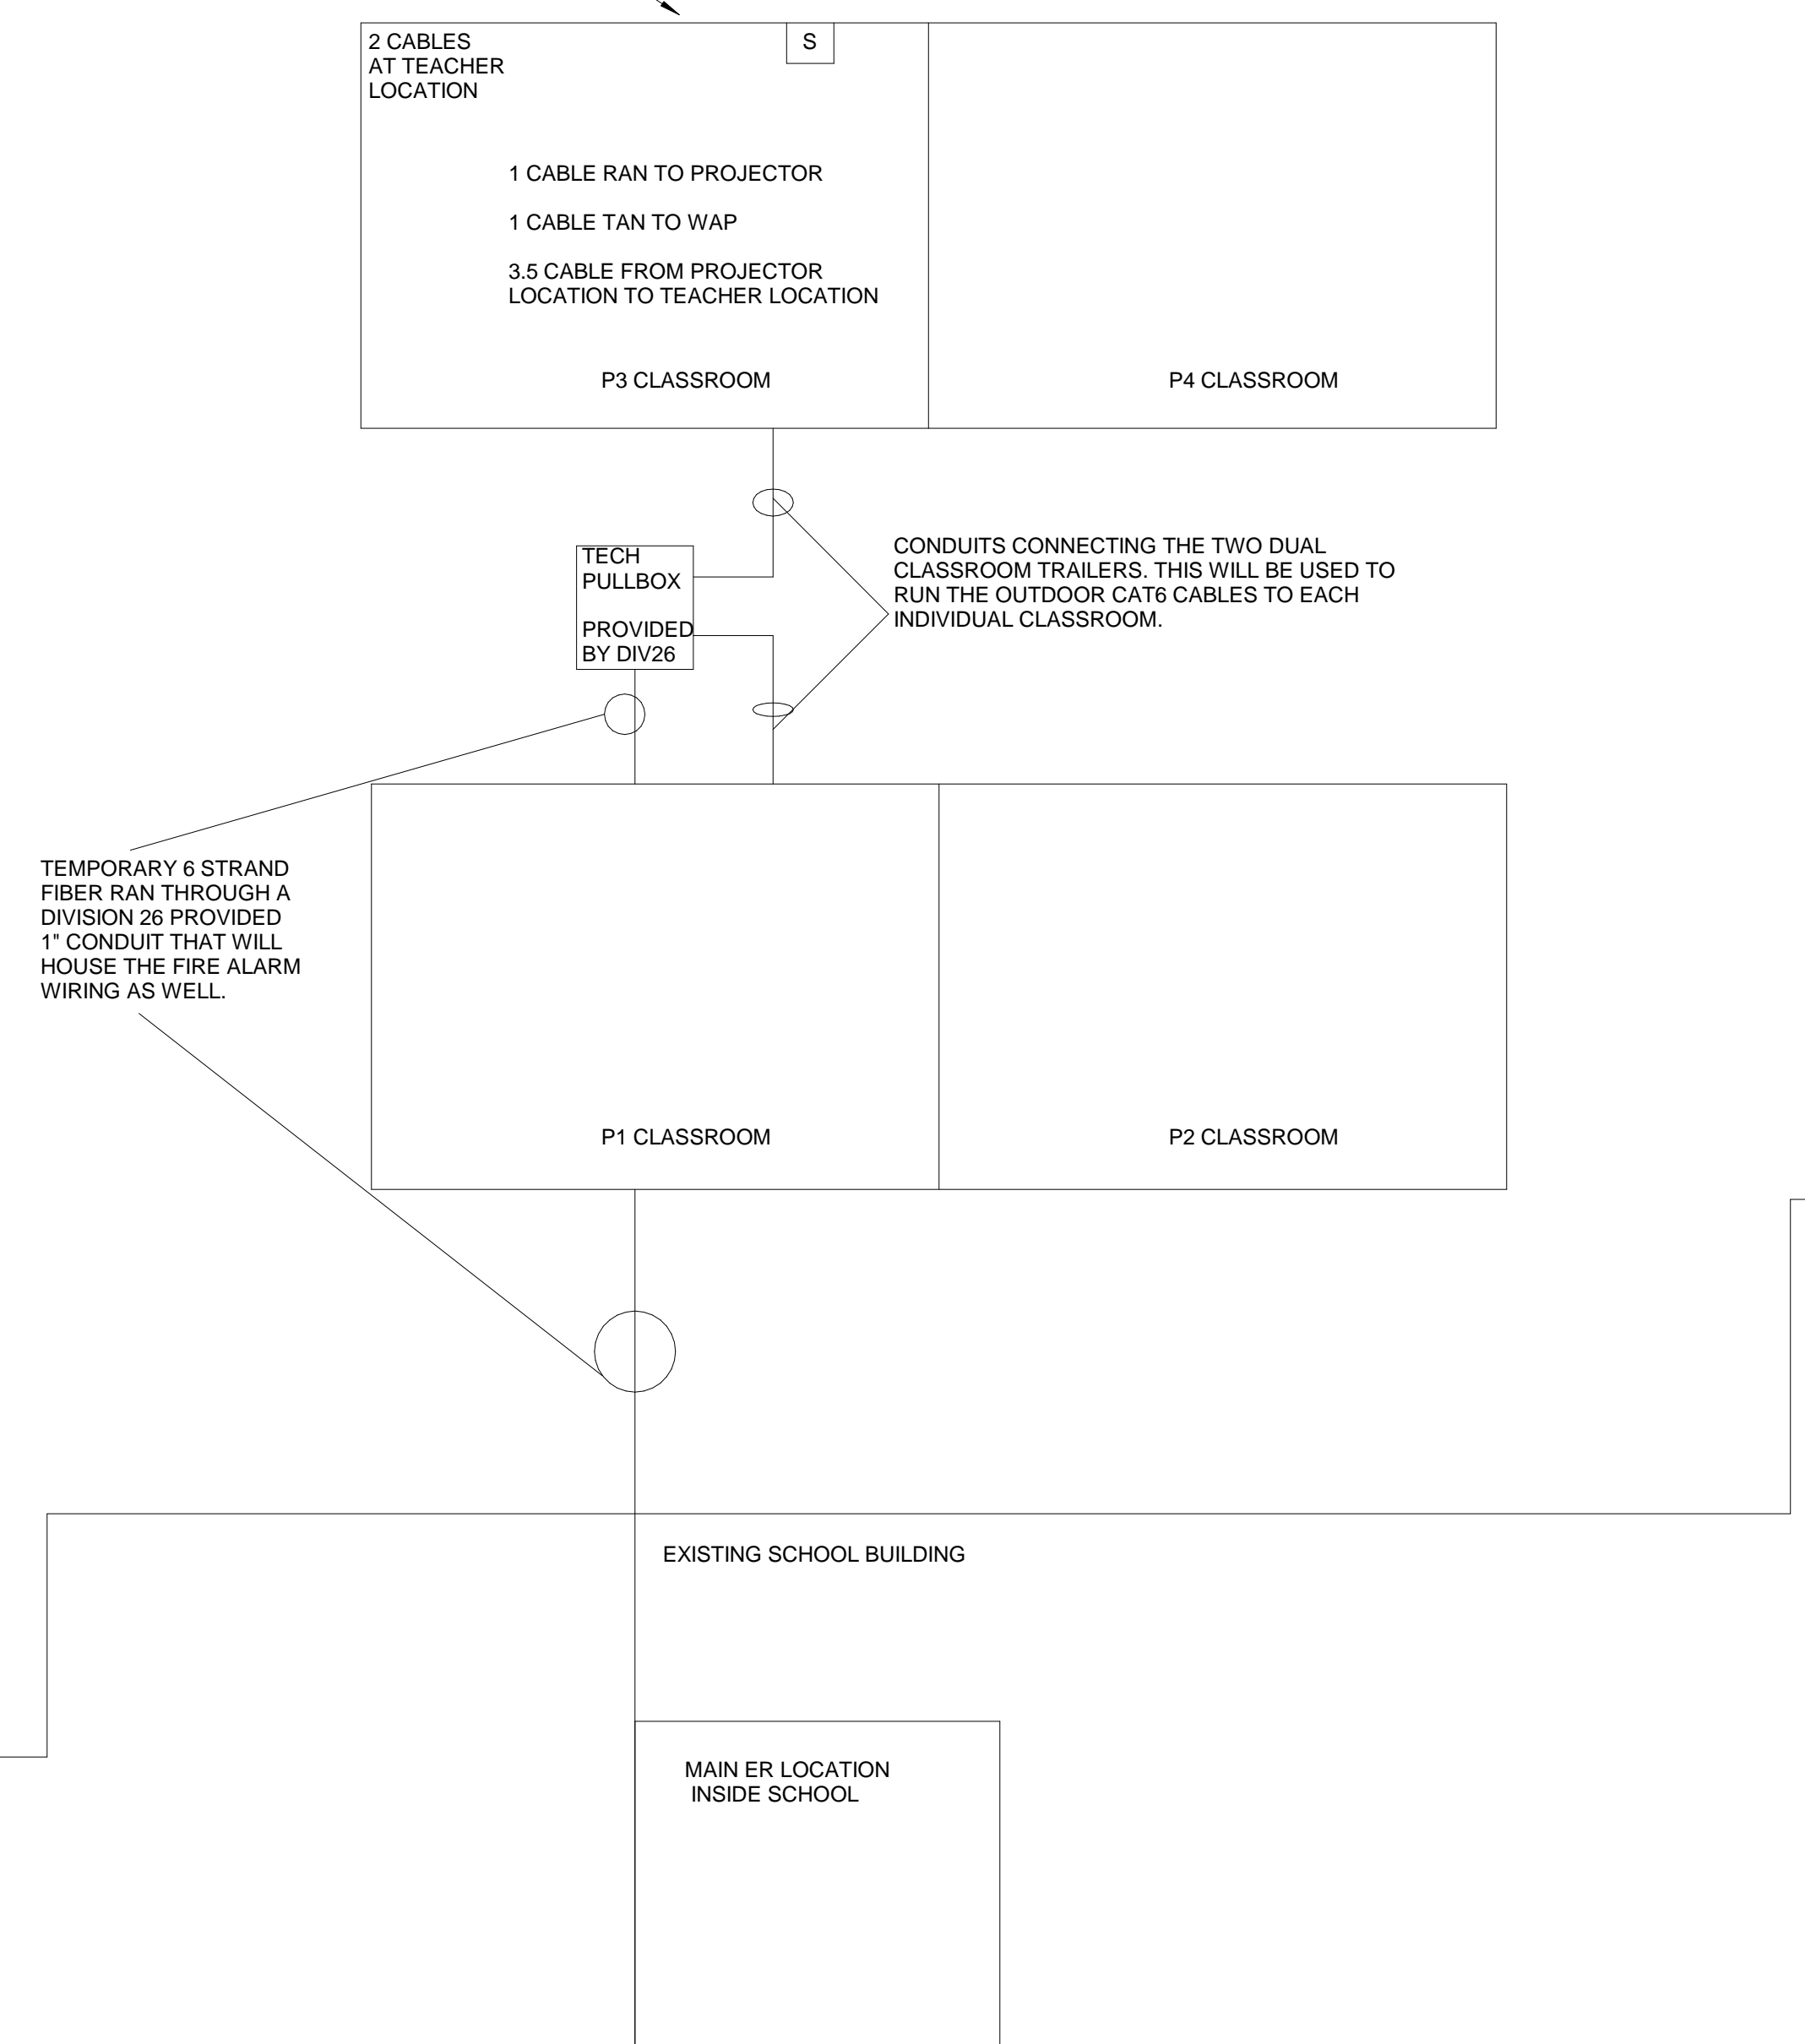 2 CABLES
AT TEACHER
LOCATION
S
1 CABLE RAN TO PROJECTOR
1 CABLE TAN TO WAP
3.5 CABLE FROM PROJECTOR
LOCATION TO TEACHER LOCATION
P3 CLASSROOM
P4 CLASSROOM
TECH
PULLBOX
PROVIDED
BY DIV26
CONDUITS CONNECTING THE TWO DUAL
CLASSROOM TRAILERS. THIS WILL BE USED TO
RUN THE OUTDOOR CAT6 CABLES TO EACH
INDIVIDUAL CLASSROOM.
TEMPORARY 6 STRAND
FIBER RAN THROUGH A
DIVISION 26 PROVIDED
1" CONDUIT THAT WILL
HOUSE THE FIRE ALARM
WIRING AS WELL.
P1 CLASSROOM
P2 CLASSROOM
EXISTING SCHOOL BUILDING
MAIN ER LOCATION
INSIDE SCHOOL